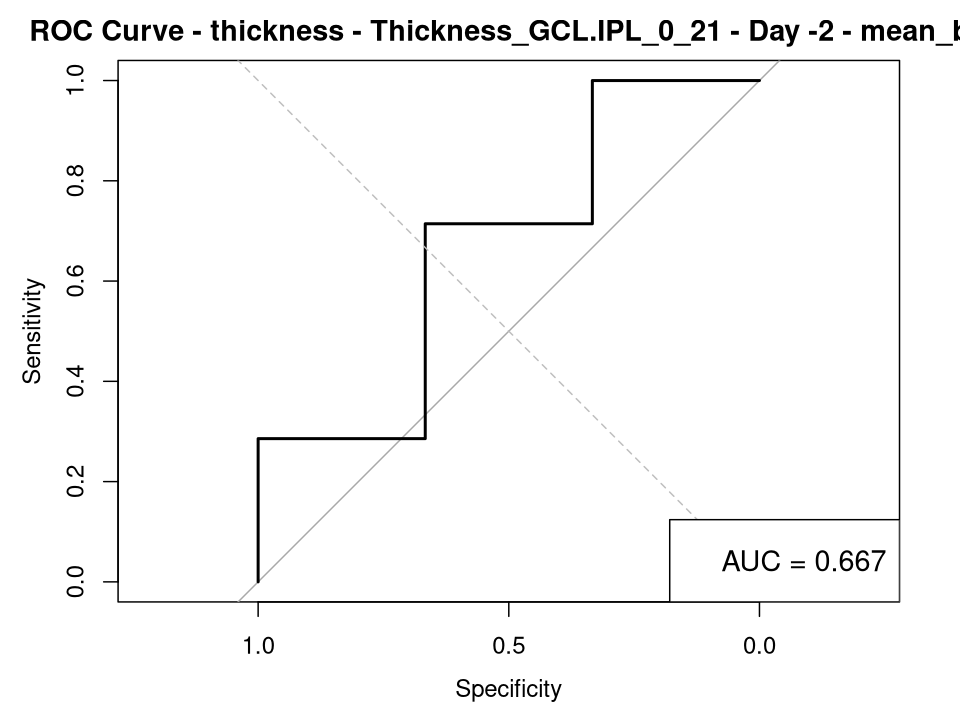 ROC Curve - thickness - Thickness_GCL.IPL_0_21 - Day -2 - mean_b
1.0
0.8
0.6
0.4
0.2
0.0
Sensitivity
AUC = 0.667
1.0 0.5 0.0
Specificity